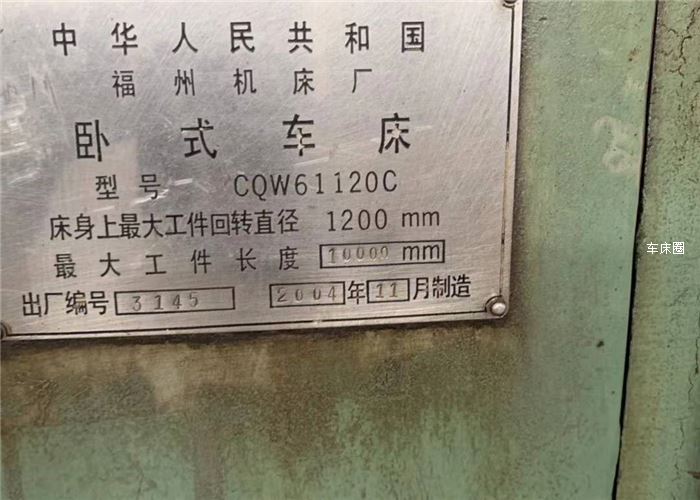 中华人民共和国
福州机床厂
卧式车床
型号 CQW61120C
床身上最大工件回转直径 1200 mm
最大工件长度 10000 mm
出厂编号 3145 2004年11月制造
车床圈